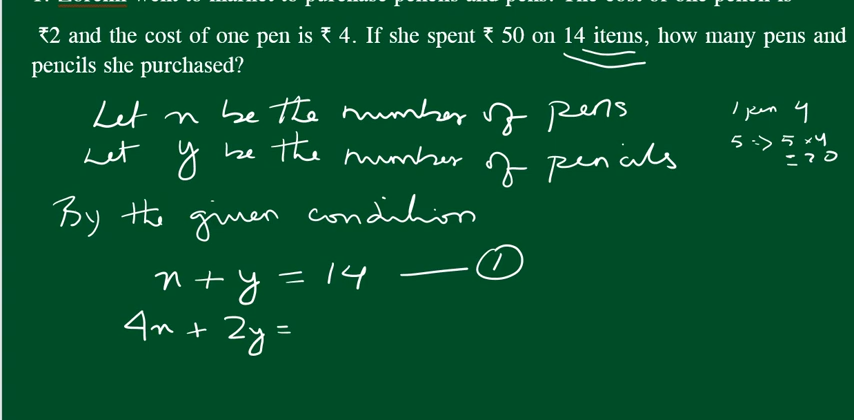 ₹2 and the cost of one pen is ₹ 4. If she spent ₹ 50 on 14 items, how many pens and
pencils she purchased?
Let x be the number of pens
Let y be the number of pencils
1 pen 4
5 => 5 × 4
= 20
By the given condition
x + y = 14 —— ①
4x + 2y =